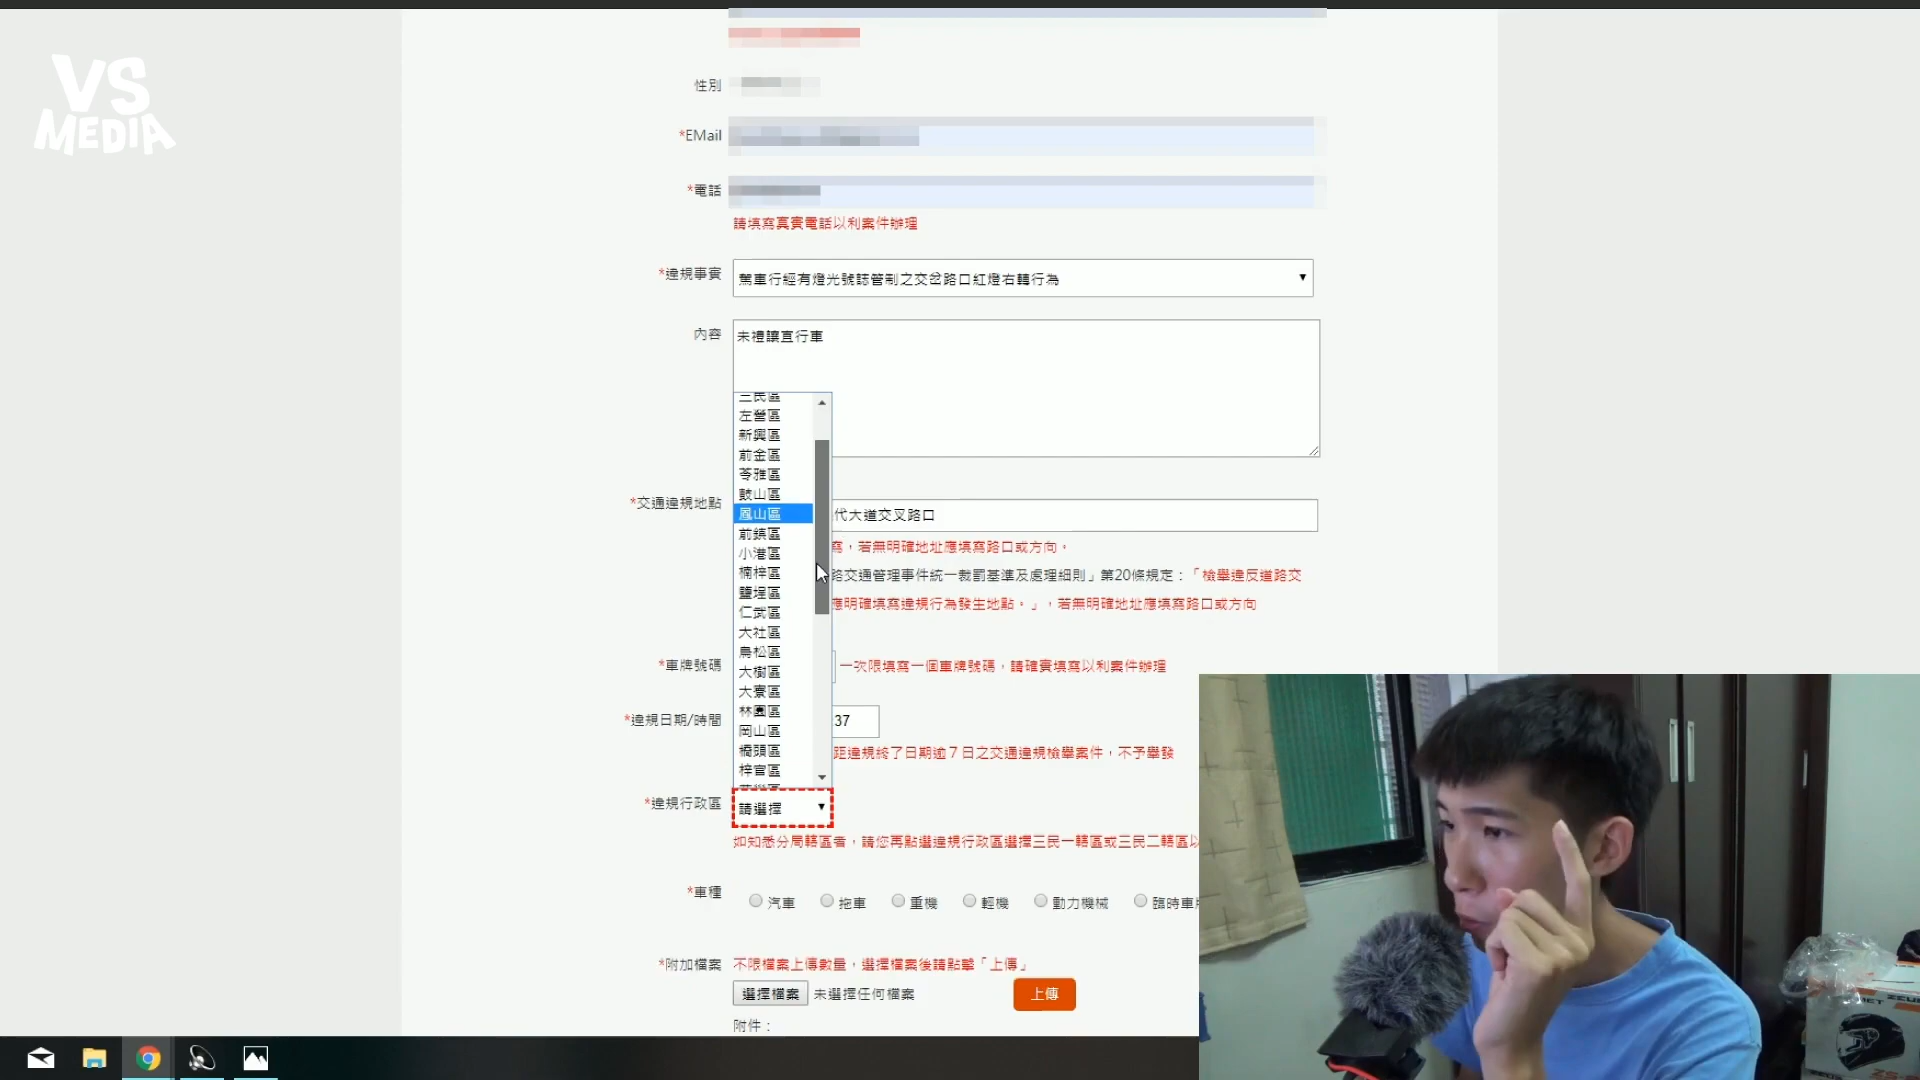 VS
MEDIA
性別
*EMail
*電話
請填寫真實電話以利案件辦理
*違規事實
駕車行經有燈光號誌管制之交岔路口紅燈右轉行為
內容
未禮讓直行車
三民區
左營區
新興區
前金區
苓雅區
鼓山區
鳳山區
前鎮區
小港區
楠梓區
鹽埕區
仁武區
大社區
鳥松區
大樹區
大寮區
林園區
岡山區
橋頭區
梓官區
*交通違規地點
代大道交叉路口
寫，若無明確地址應填寫路口或方向。
路交通管理事件統一裁罰基準及處理細則」第20條規定：「檢舉違反道路交
應明確填寫違規行為發生地點。」，若無明確地址應填寫路口或方向
*車牌號碼
一次限填寫一個車牌號碼，請確實填寫以利案件辦理
*違規日期/時間
37
距違規終了日期逾7日之交通違規檢舉案件，不予舉發
*違規行政區
請選擇
如知悉分局轄區者，請您再點選違規行政區選擇三民一轄區或三民二轄區以
*車種
汽車 拖車 重機 輕機 動力機械 臨時車
*附加檔案
不限檔案上傳數量，選擇檔案後請點擊「上傳」
選擇檔案 未選擇任何檔案 上傳
附件：